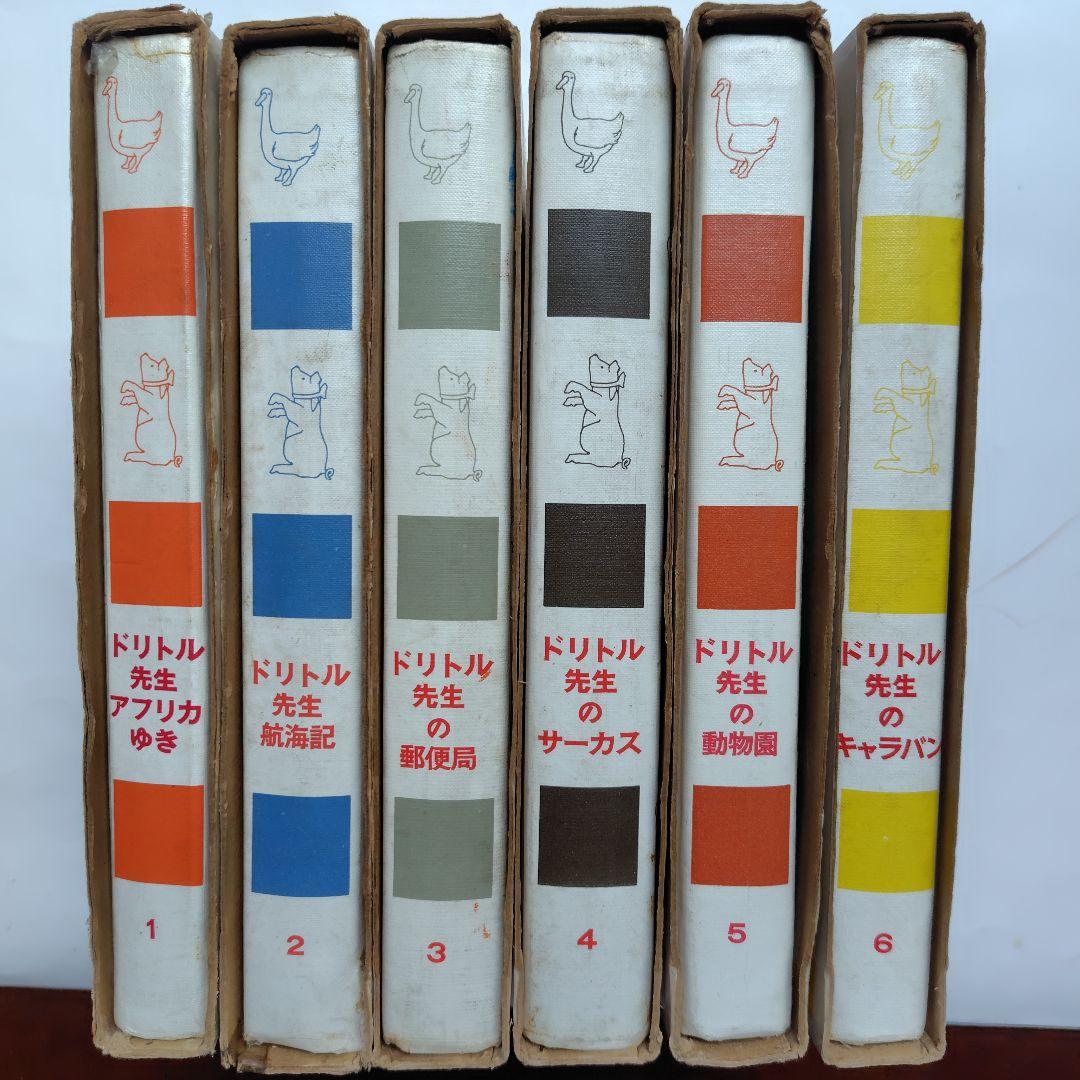 ドリトル
先生
アフリカ
ゆき
1
ドリトル
先生
航海記
2
ドリトル
先生
の
郵便局
3
ドリトル
先生
の
サーカス
4
ドリトル
先生
の
動物園
5
ドリトル
先生
の
キャラバン
6